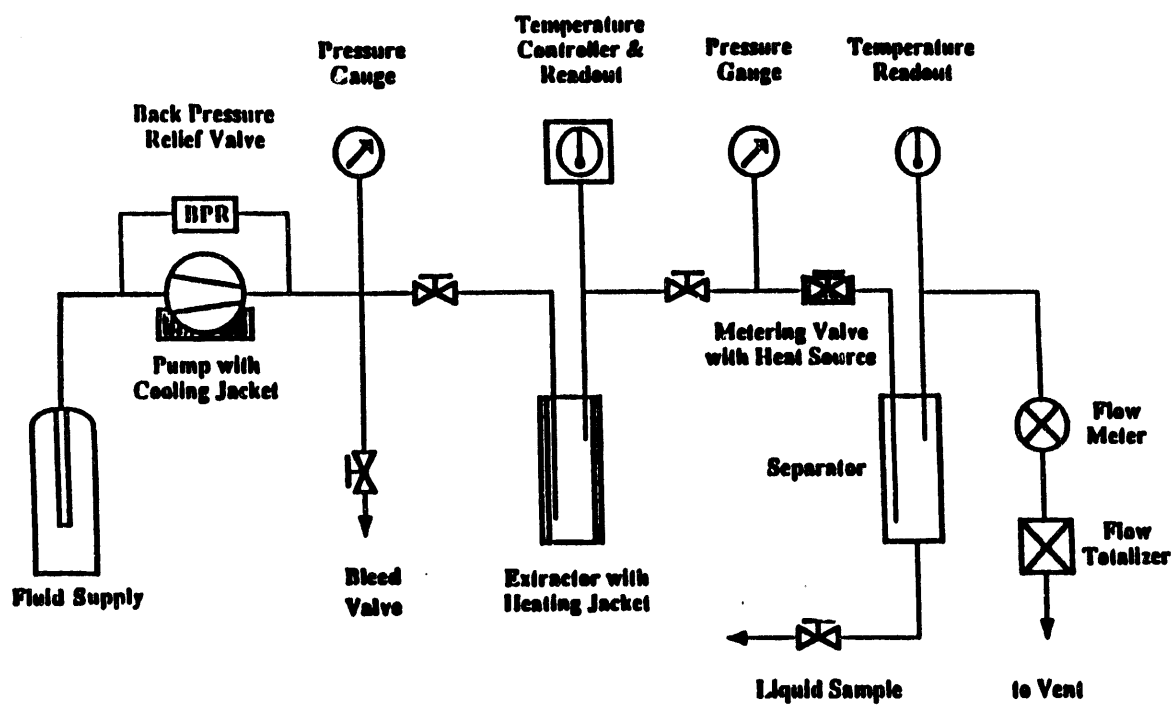 Temperature
Controller &
Readout
Pressure
Gauge
Pressure
Gauge
Temperature
Readout
Back Pressure
Relief Valve
BPR
Pump with
Cooling Jacket
Metering Valve
with Heat Source
Flow
Meter
Separator
Flow
Totalizer
Fluid Supply
Bleed
Valve
Extractor with
Heating Jacket
Liquid Sample
to Vent